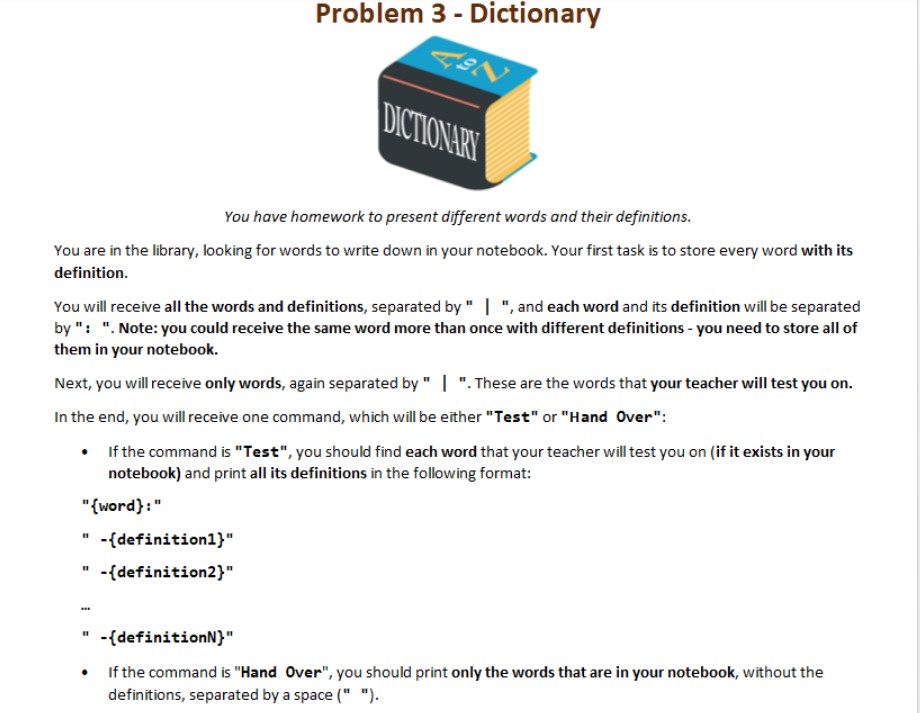 Problem 3 - Dictionary
A to Z
DICTIONARY
You have homework to present different words and their definitions.
You are in the library, looking for words to write down in your notebook. Your first task is to store every word with its
definition.
You will receive all the words and definitions, separated by " | ", and each word and its definition will be separated
by ": ". Note: you could receive the same word more than once with different definitions - you need to store all of
them in your notebook.
Next, you will receive only words, again separated by " | ". These are the words that your teacher will test you on.
In the end, you will receive one command, which will be either "Test" or "Hand Over":
• If the command is "Test", you should find each word that your teacher will test you on (if it exists in your
notebook) and print all its definitions in the following format:
"{word}:"
" -{definition1}"
" -{definition2}"
…
" -{definitionN}"
• If the command is "Hand Over", you should print only the words that are in your notebook, without the
definitions, separated by a space (" ").